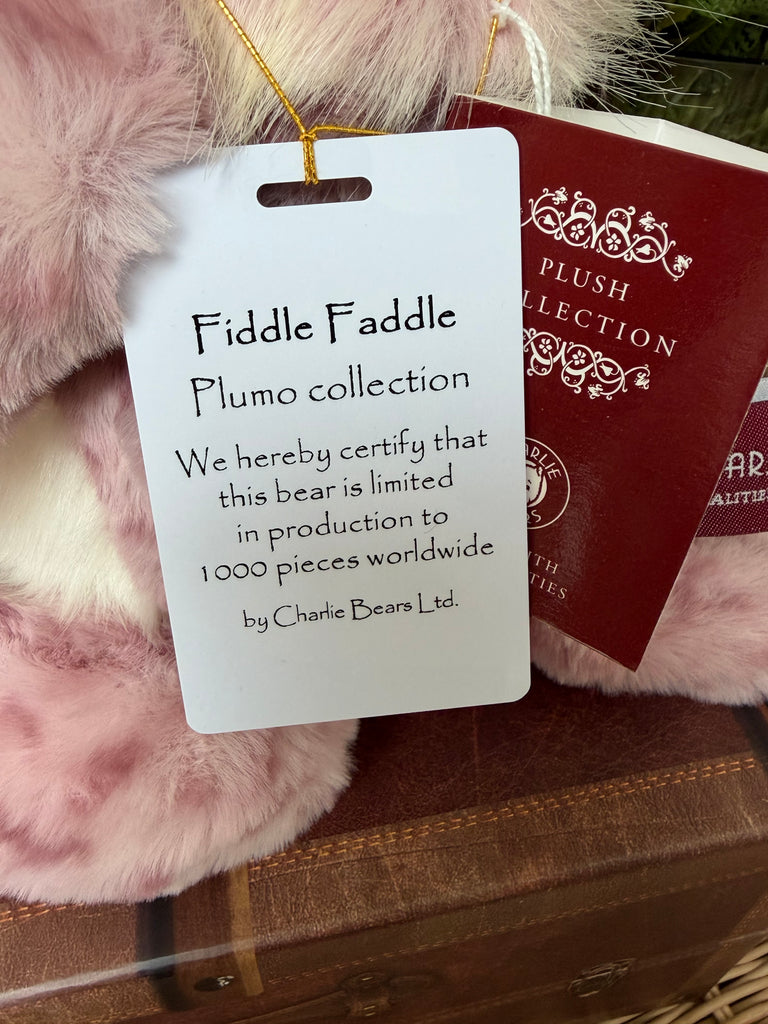 Fiddle Faddle
Plumo collection
We hereby certify that
this bear is limited
in production to
1000 pieces worldwide
by Charlie Bears Ltd.
PLUSH
LLECTION